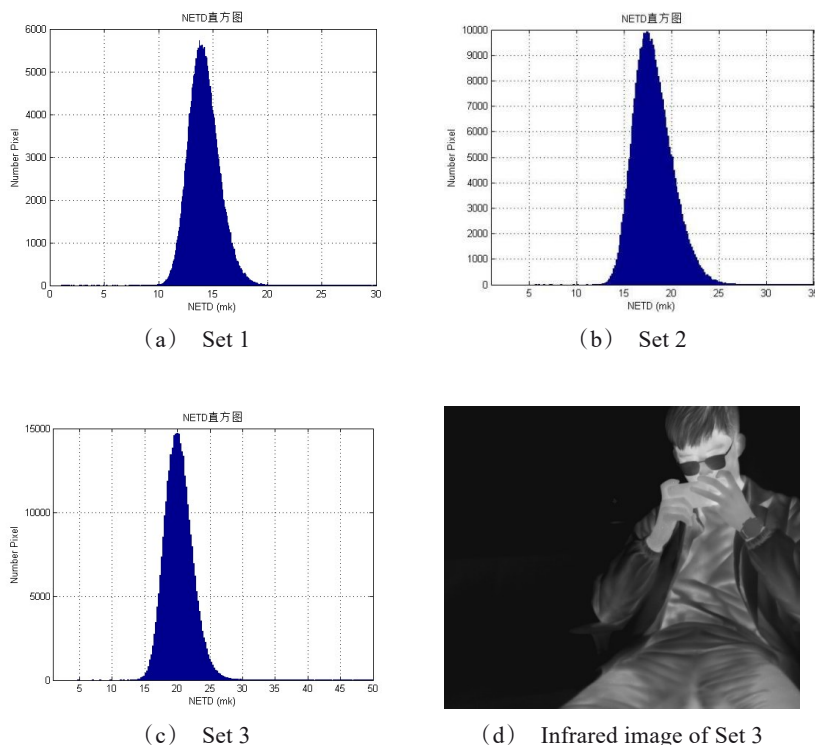 NETD直方图
6000
5000
4000
3000
2000
1000
0
Number Pixel
0 5 10 15 20 25 30
NETD (mk)
（a） Set 1
NETD直方图
10000
9000
8000
7000
6000
5000
4000
3000
2000
1000
0
Number Pixel
5 10 15 20 25 30 35
NETD (mk)
（b） Set 2
NETD直方图
15000
10000
5000
0
Number Pixel
5 10 15 20 25 30 35 40 45 50
NETD (mk)
（c） Set 3
（d） Infrared image of Set 3